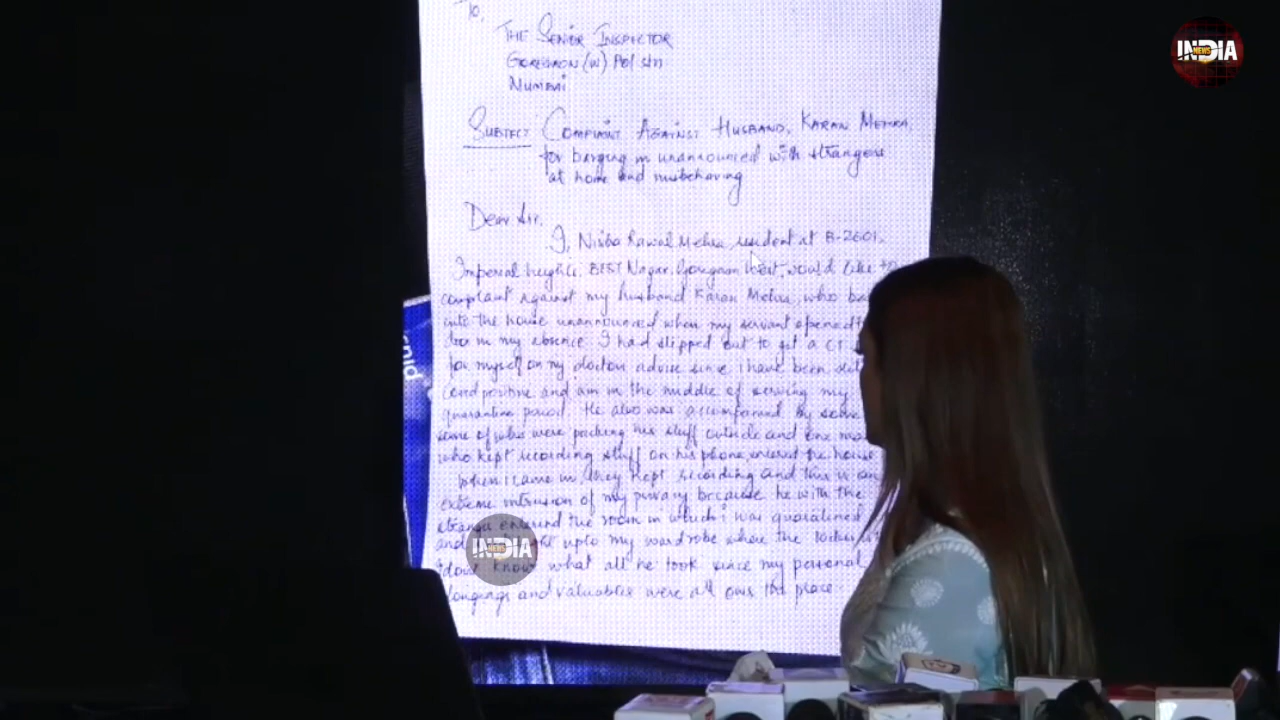 To,
THE SENIOR INSPECTOR
GOREGAON (W) Pol stn
MUMBAI
SUBJECT: COMPLAINT AGAINST HUSBAND, KARAN MEHRA,
for barging in unannounced with strangers
at home and misbehaving
Dear Sir,
I, Nisha Rawal Mehra, resident at B-2601,
Imperial heights, BEST Nagar, Goregaon West, would like to
complaint against my husband Karan Mehra, who
into the house unannounced when my servant opened
door in my absence. I had slipped out to get a CT
for myself on my doctors advise since i have been
covid positive and am in the middle of serving my
quarantine period. He also was accompanied by some
some of who were packing his stuff outside and one
who kept recording stuff on his phone, entered the house
When i came in, they kept recording and this is an
extreme intrusion of my privacy because he with the
entered the room in which i was quarantined
and upto my wardrobe where the locker is
I dont know what all he took since my personal
belongings and valuables were all over the place
INDIA NEWS
INDIA NEWS